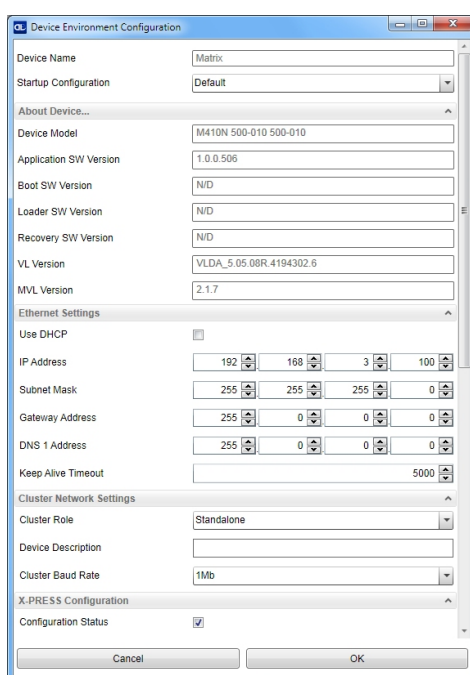 DL Device Environment Configuration
Device Name Matrix
Startup Configuration Default
About Device...
Device Model M410N 500-010 500-010
Application SW Version 1.0.0.506
Boot SW Version N/D
Loader SW Version N/D
Recovery SW Version N/D
VL Version VLDA_5.05.08R.4194302.6
MVL Version 2.1.7
Ethernet Settings
Use DHCP
IP Address 192 . 168 . 3 . 100
Subnet Mask 255 . 255 . 255 . 0
Gateway Address 255 . 0 . 0 . 0
DNS 1 Address 255 . 0 . 0 . 0
Keep Alive Timeout 5000
Cluster Network Settings
Cluster Role Standalone
Device Description
Cluster Baud Rate 1Mb
X-PRESS Configuration
Configuration Status
Cancel OK